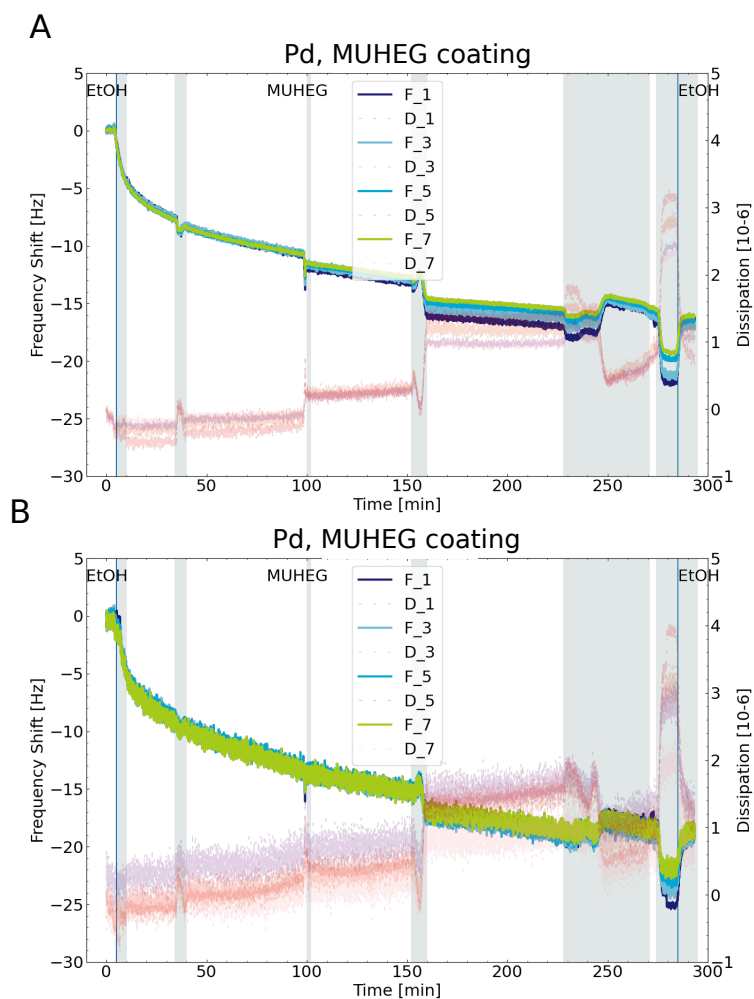 A
Pd, MUHEG coating
5
0
−5
−10
−15
−20
−25
−30
Frequency Shift [Hz]
EtOH
MUHEG
EtOH
F_1
D_1
F_3
D_3
F_5
D_5
F_7
D_7
5
4
3
2
1
0
−1
Dissipation [10-6]
0 50 100 150 200 250 300
Time [min]
B
Pd, MUHEG coating
5
0
−5
−10
−15
−20
−25
−30
Frequency Shift [Hz]
EtOH
MUHEG
EtOH
F_1
D_1
F_3
D_3
F_5
D_5
F_7
D_7
5
4
3
2
1
0
−1
Dissipation [10-6]
0 50 100 150 200 250 300
Time [min]